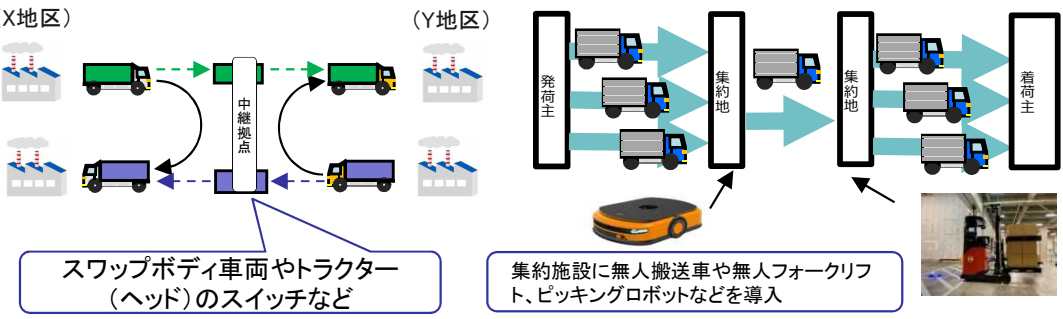 (X地区)
(Y地区)
中継拠点
スワップボディ車両やトラクター
(ヘッド)のスイッチなど
発荷主
集約地
集約地
着荷主
集約施設に無人搬送車や無人フォークリフ
ト、ピッキングロボットなどを導入